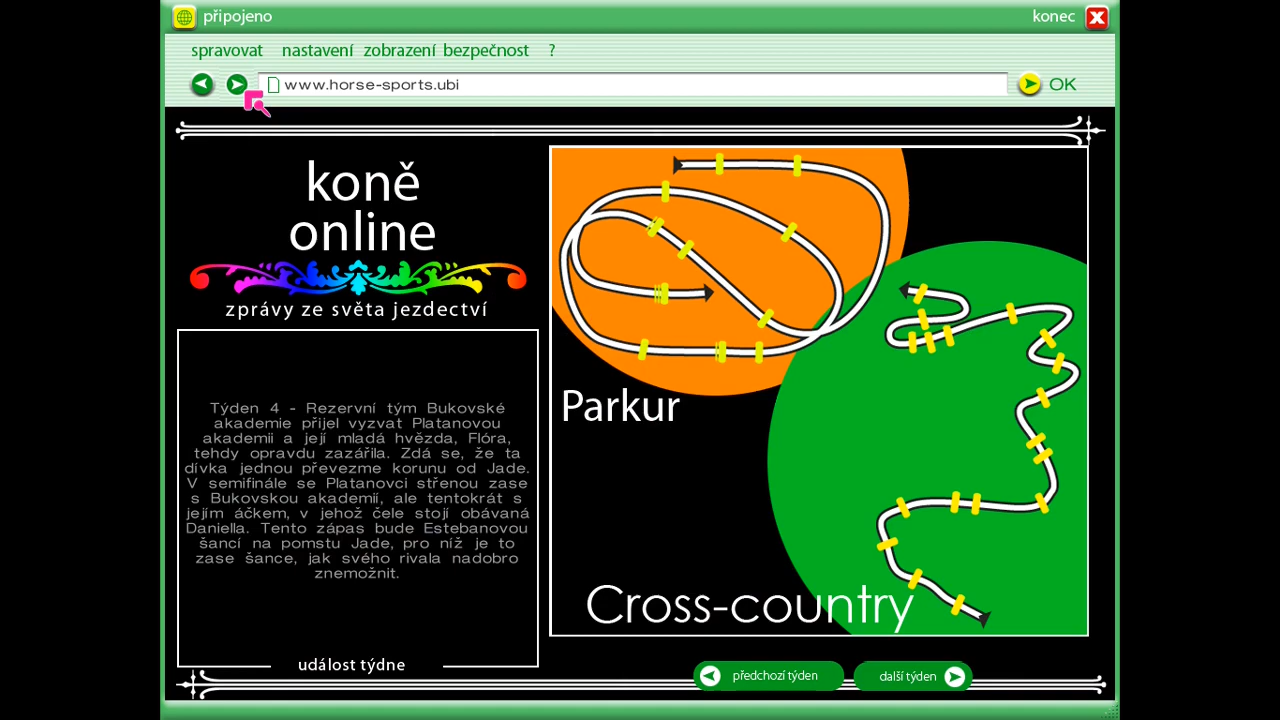 připojeno
konec
spravovat nastavení zobrazení bezpečnost ?
www.horse-sports.ubi
OK
koně
online
zprávy ze světa jezdectví
Týden 4 - Rezervní tým Bukovské
akademie přijel vyzvat Platanovou
akademii a její mladá hvězda, Flóra,
tehdy opravdu zazářila. Zdá se, že ta
dívka jednou převezme korunu od Jade.
V semifinále se Platanovci střenou zase
s Bukovskou akademií, ale tentokrát s
jejím áčkem, v jehož čele stojí obávaná
Daniella. Tento zápas bude Estebanovou
šancí na pomstu Jade, pro níž je to
zase šance, jak svého rivala nadobro
znemožnit.
událost týdne
Parkur
Cross-country
předchozí týden
další týden